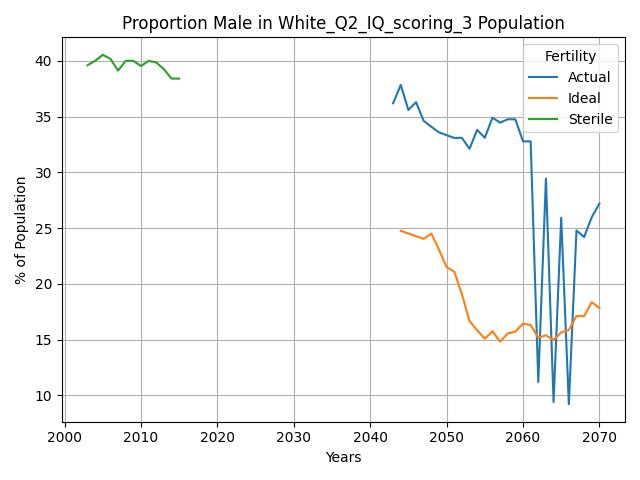 Proportion Male in White_Q2_IQ_scoring_3 Population
Fertility
Actual
Ideal
Sterile
% of Population
40
35
30
25
20
15
10
2000 2010 2020 2030 2040 2050 2060 2070
Years